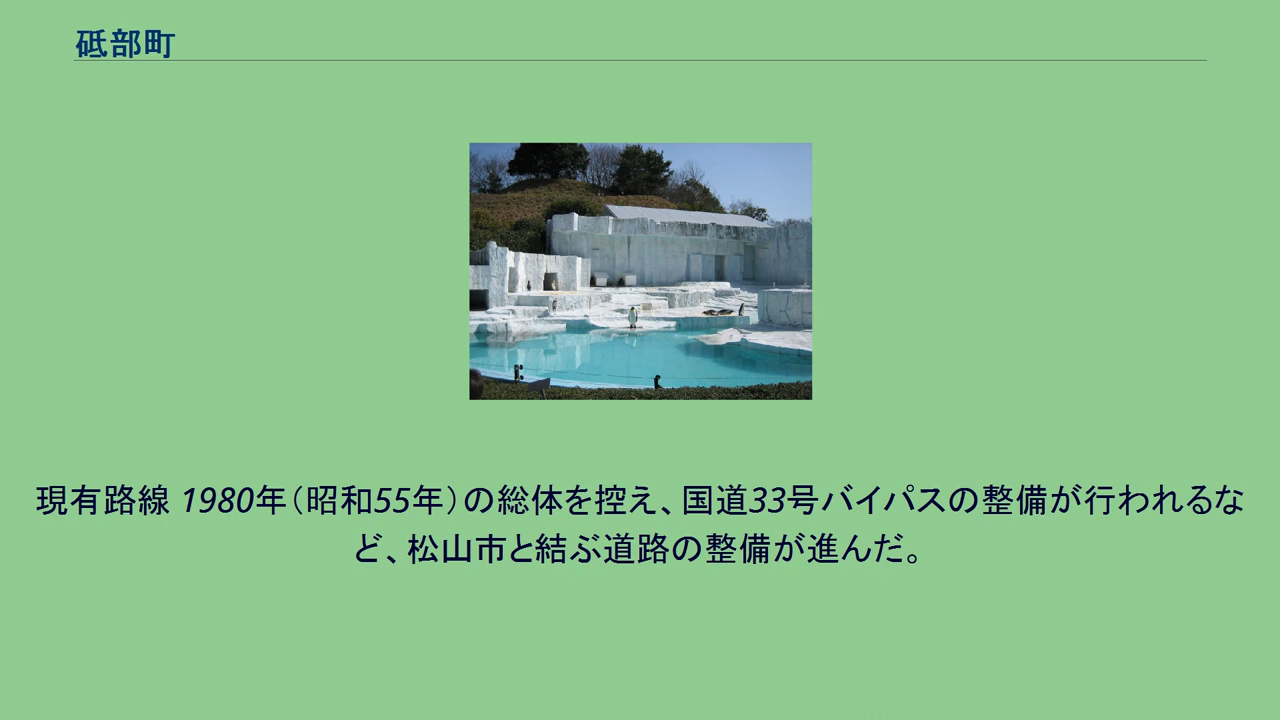 砥部町
現有路線 1980年（昭和55年）の総体を控え、国道33号バイパスの整備が行われるな
ど、松山市と結ぶ道路の整備が進んだ。